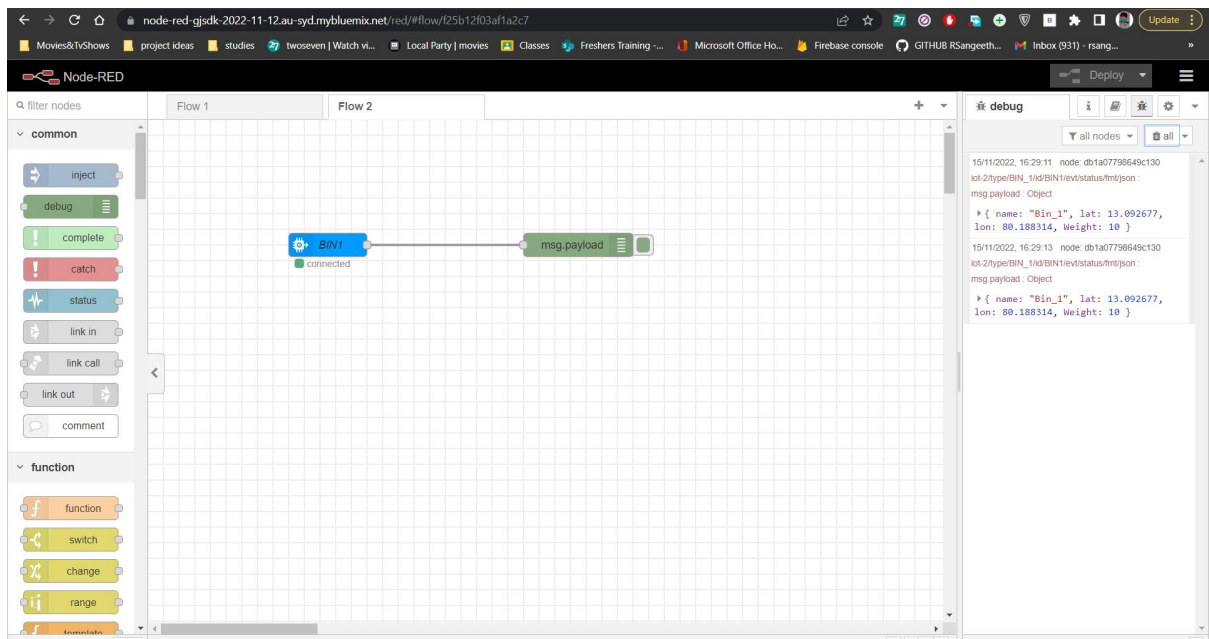 node-red-gjsdk-2022-11-12.au-syd.mybluemix.net/red/#flow/f25b12f03af1a2c7
27
Update
Movies&TvShows
project ideas
studies
27
twoseven | Watch vi...
Local Party | movies
Classes
Freshers Training -...
Microsoft Office Ho...
Firebase console
GITHUB RSangeeth...
Inbox (931) - rsang...
»
Node-RED
Deploy
filter nodes
Flow 1
Flow 2
debug
i
all nodes
all
common
inject
debug
complete
catch
status
link in
link call
link out
comment
function
function
switch
change
range
template
BIN1
connected
msg.payload
15/11/2022, 16:29:11 node: db1a07798649c130
iot-2/type/BIN_1/id/BIN1/evt/status/fmt/json :
msg.payload : Object
{ name: "Bin_1", lat: 13.092677,
lon: 80.188314, Weight: 10 }
15/11/2022, 16:29:13 node: db1a07798649c130
iot-2/type/BIN_1/id/BIN1/evt/status/fmt/json :
msg.payload : Object
{ name: "Bin_1", lat: 13.092677,
lon: 80.188314, Weight: 10 }